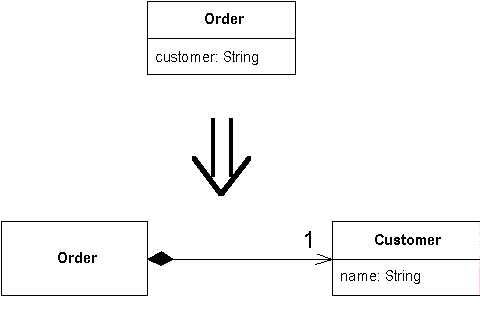 Order
customer: String
1
Order
Customer
name: String